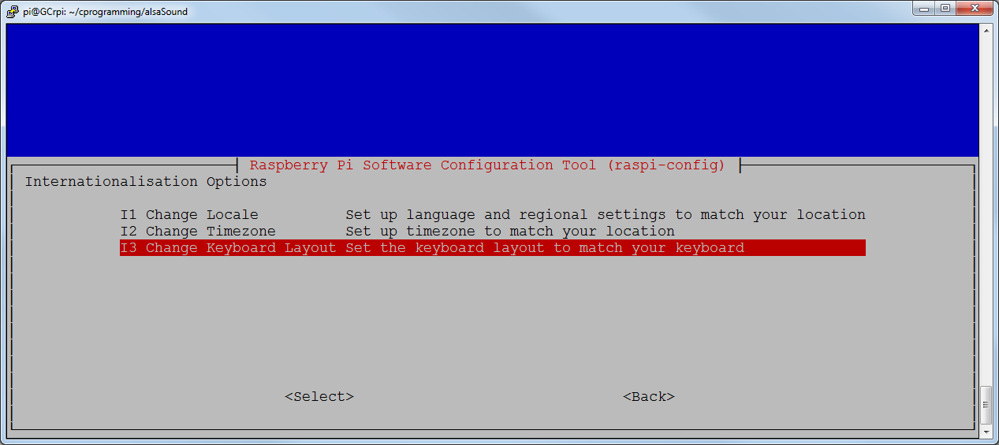 pi@GCrpi: ~/cprogramming/alsaSound
Raspberry Pi Software Configuration Tool (raspi-config)
Internationalisation Options
I1 Change Locale Set up language and regional settings to match your location
I2 Change Timezone Set up timezone to match your location
I3 Change Keyboard Layout Set the keyboard layout to match your keyboard
<Select> <Back>